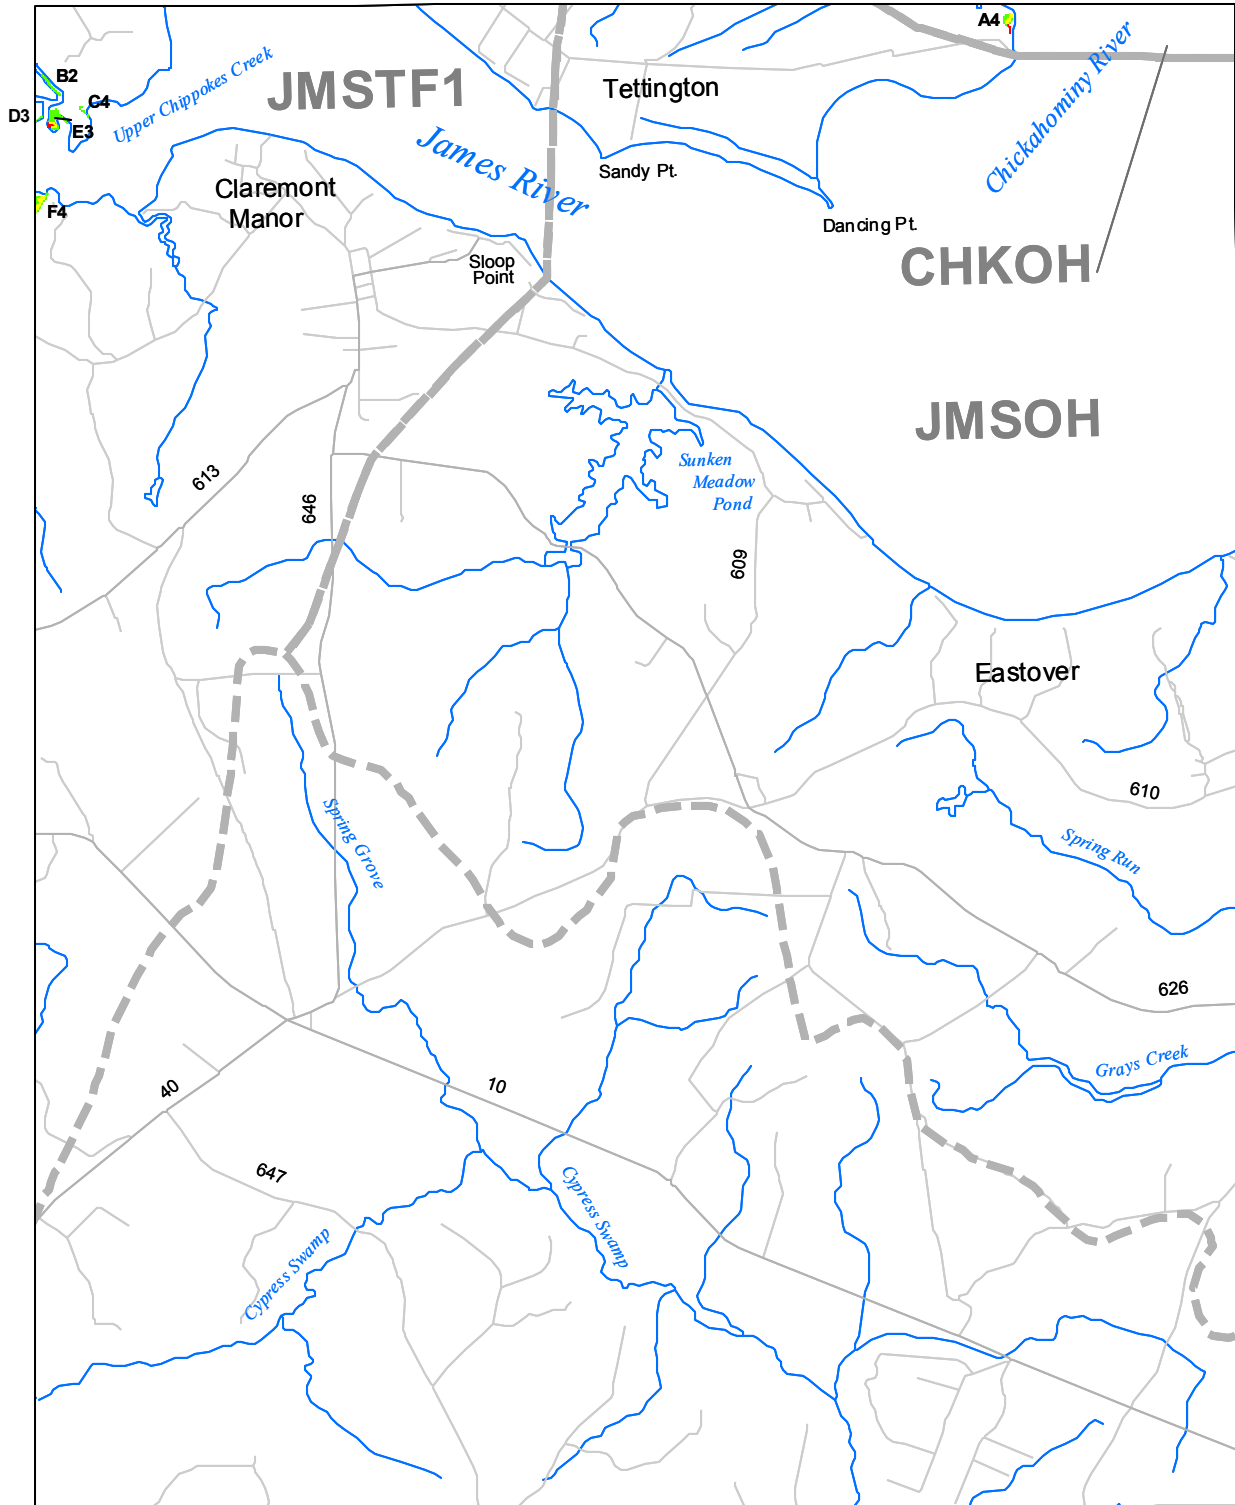 A4
B2
C4
D3
E3
F4
Upper Chippokes Creek
JMSTF1
Tettington
Chickahominy River
James River
Sandy Pt.
Claremont
Manor
Dancing Pt.
Sloop
Point
CHKOH
JMSOH
613
646
Sunken
Meadow
Pond
609
Eastover
610
Spring Grove
Spring Run
626
Grays Creek
40
10
647
Cypress Swamp
Cypress Swamp